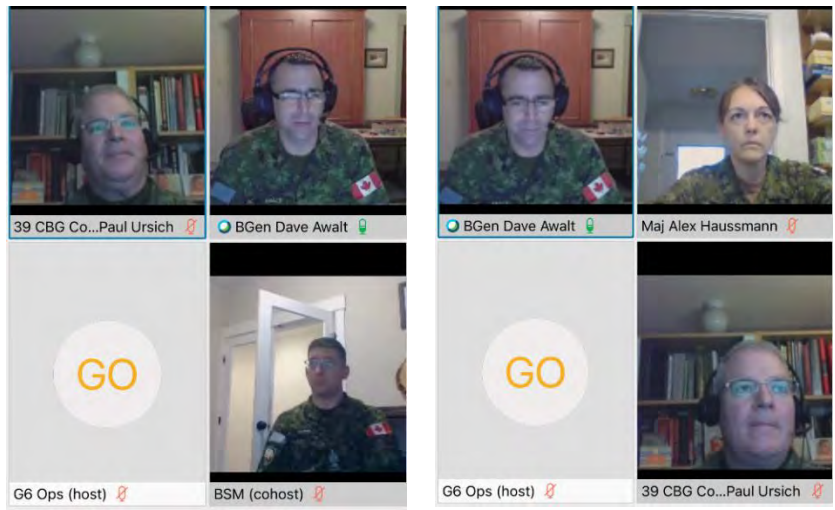 39 CBG Co...Paul Ursich
BGen Dave Awalt
GO
G6 Ops (host)
BSM (cohost)
BGen Dave Awalt
Maj Alex Haussmann
GO
G6 Ops (host)
39 CBG Co...Paul Ursich